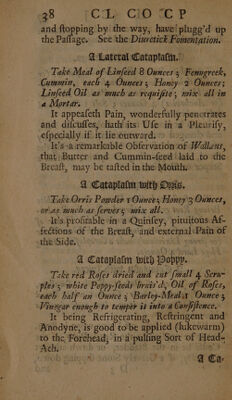 38 CL CO CP
and ſtopping by the way, have plugg'd up
the Paſſage. See the Diuretick Fomentation.
A Lateral Cataplaſm.
Take Meal of Linſeed 8 Ounces; Fenugreek,
Cummin, each 4 Ounces; Honey 2 Ounces;
Linſeed Oil as much as requiſite; mix all in
a Mortar.
It appeaſeth Pain, wonderfully penetrates
and diſcuſſes, hath its Uſe in a Pleuriſy,
eſpecially if it lie outward.
It's a remarkable Obſervation of Wallæus,
that Butter and Cummin-ſeed laid to the
Breaſt, may be taſted in the Mouth.
A Cataplaſm with Orris.
Take Orris Powder 1 Ounce; Honey 3 Ounces,
or as much as ſerves; mix all.
It's profitable in a Quinſey, pituitous Af-
fections of the Breaſt, and external Pain of
the Side.
A Cataplaſm with Poppy.
Take red Roſes dried and cut ſmall 4 Scru-
ples; white Poppy-ſeeds bruis'd, Oil of Roſes,
each half an Ounce; Barley-Meal 1 Ounce;
Vinegar enough to temper it into a Conſiſtence.
It being Refrigerating, Reſtringent and
Anodyne, is good to be applied (lukewarm)
to the Forehead, in a pulſing Sort of Head-
Ach.
A Ca-